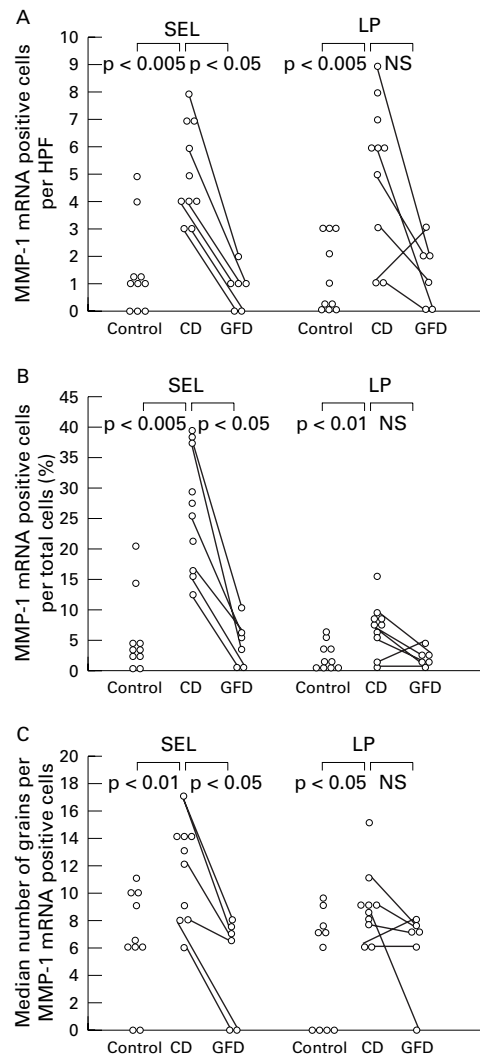 A
SEL LP
p < 0.005 p < 0.05 p < 0.005 NS
MMP-1 mRNA positive cells
per HPF
10
9
8
7
6
5
4
3
2
1
0
Control CD GFD Control CD GFD
B
SEL LP
p < 0.005 p < 0.05 p < 0.01 NS
MMP-1 mRNA positive cells
per total cells (%)
45
40
35
30
25
20
15
10
5
0
Control CD GFD Control CD GFD
C
SEL LP
p < 0.01 p < 0.05 p < 0.05 NS
Median number of grains per
MMP-1 mRNA positive cells
20
18
16
14
12
10
8
6
4
2
0
Control CD GFD Control CD GFD